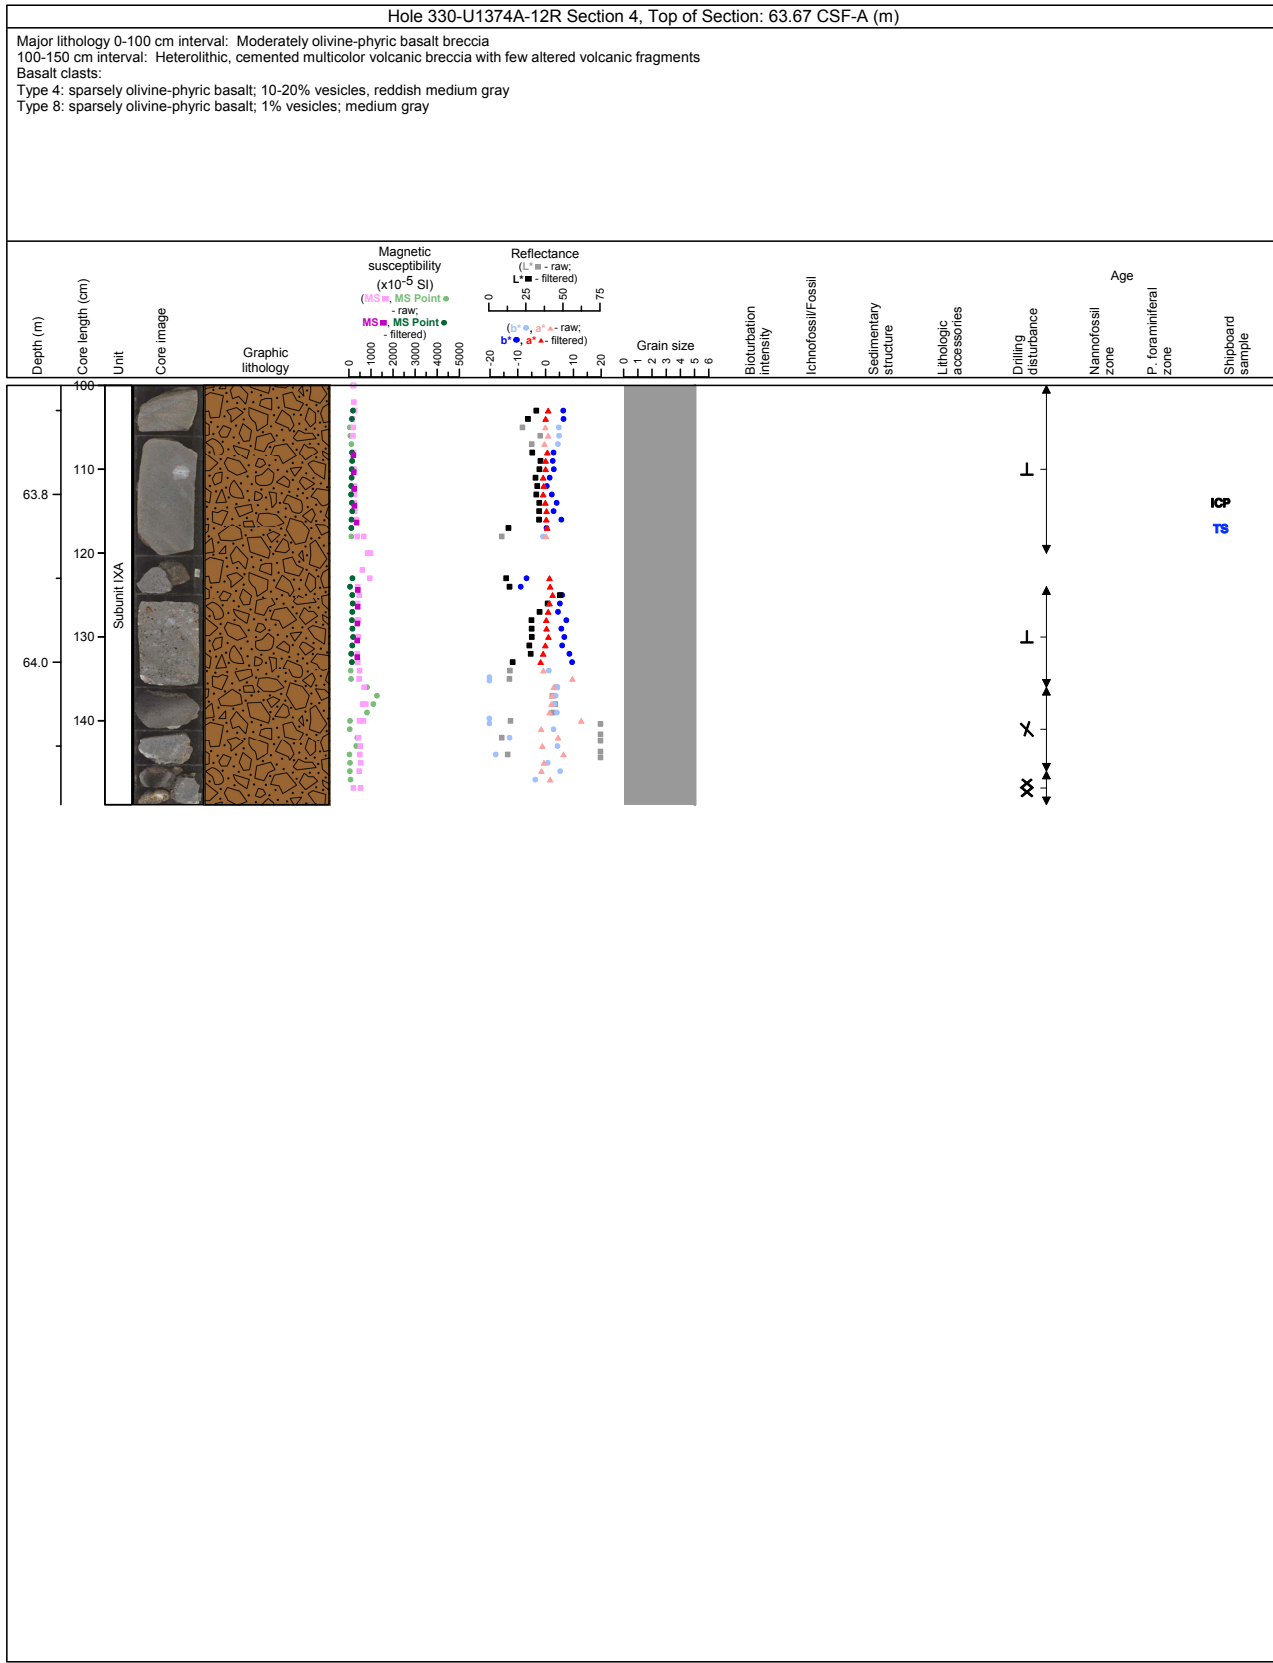 Hole 330-U1374A-12R Section 4, Top of Section: 63.67 CSF-A (m)
Major lithology 0-100 cm interval: Moderately olivine-phyric basalt breccia
100-150 cm interval: Heterolithic, cemented multicolor volcanic breccia with few altered volcanic fragments
Basalt clasts:
Type 4: sparsely olivine-phyric basalt; 10-20% vesicles, reddish medium gray
Type 8: sparsely olivine-phyric basalt; 1% vesicles; medium gray
Depth (m)
Core length (cm)
Unit
Core image
Graphic
lithology
Magnetic
susceptibility
(x10-5 SI)
(MS■, MS Point ●
- raw;
MS■, MS Point ●
- filtered)
0 1000 2000 3000 4000 5000
Reflectance
(L*■ - raw;
L*■ - filtered)
0 25 50 75
(b*●, a*▲ - raw;
b*●, a*▲ - filtered)
-20 -10 0 10 20
Grain size
0 1 2 3 4 5 6
Bioturbation
intensity
Ichnofossil/Fossil
Sedimentary
structure
Lithologic
accessories
Drilling
disturbance
Age
Nannofossil
zone
P. foraminiferal
zone
Shipboard
sample
100
110
63.8
ICP
TS
120
Subunit IXA
130
64.0
140